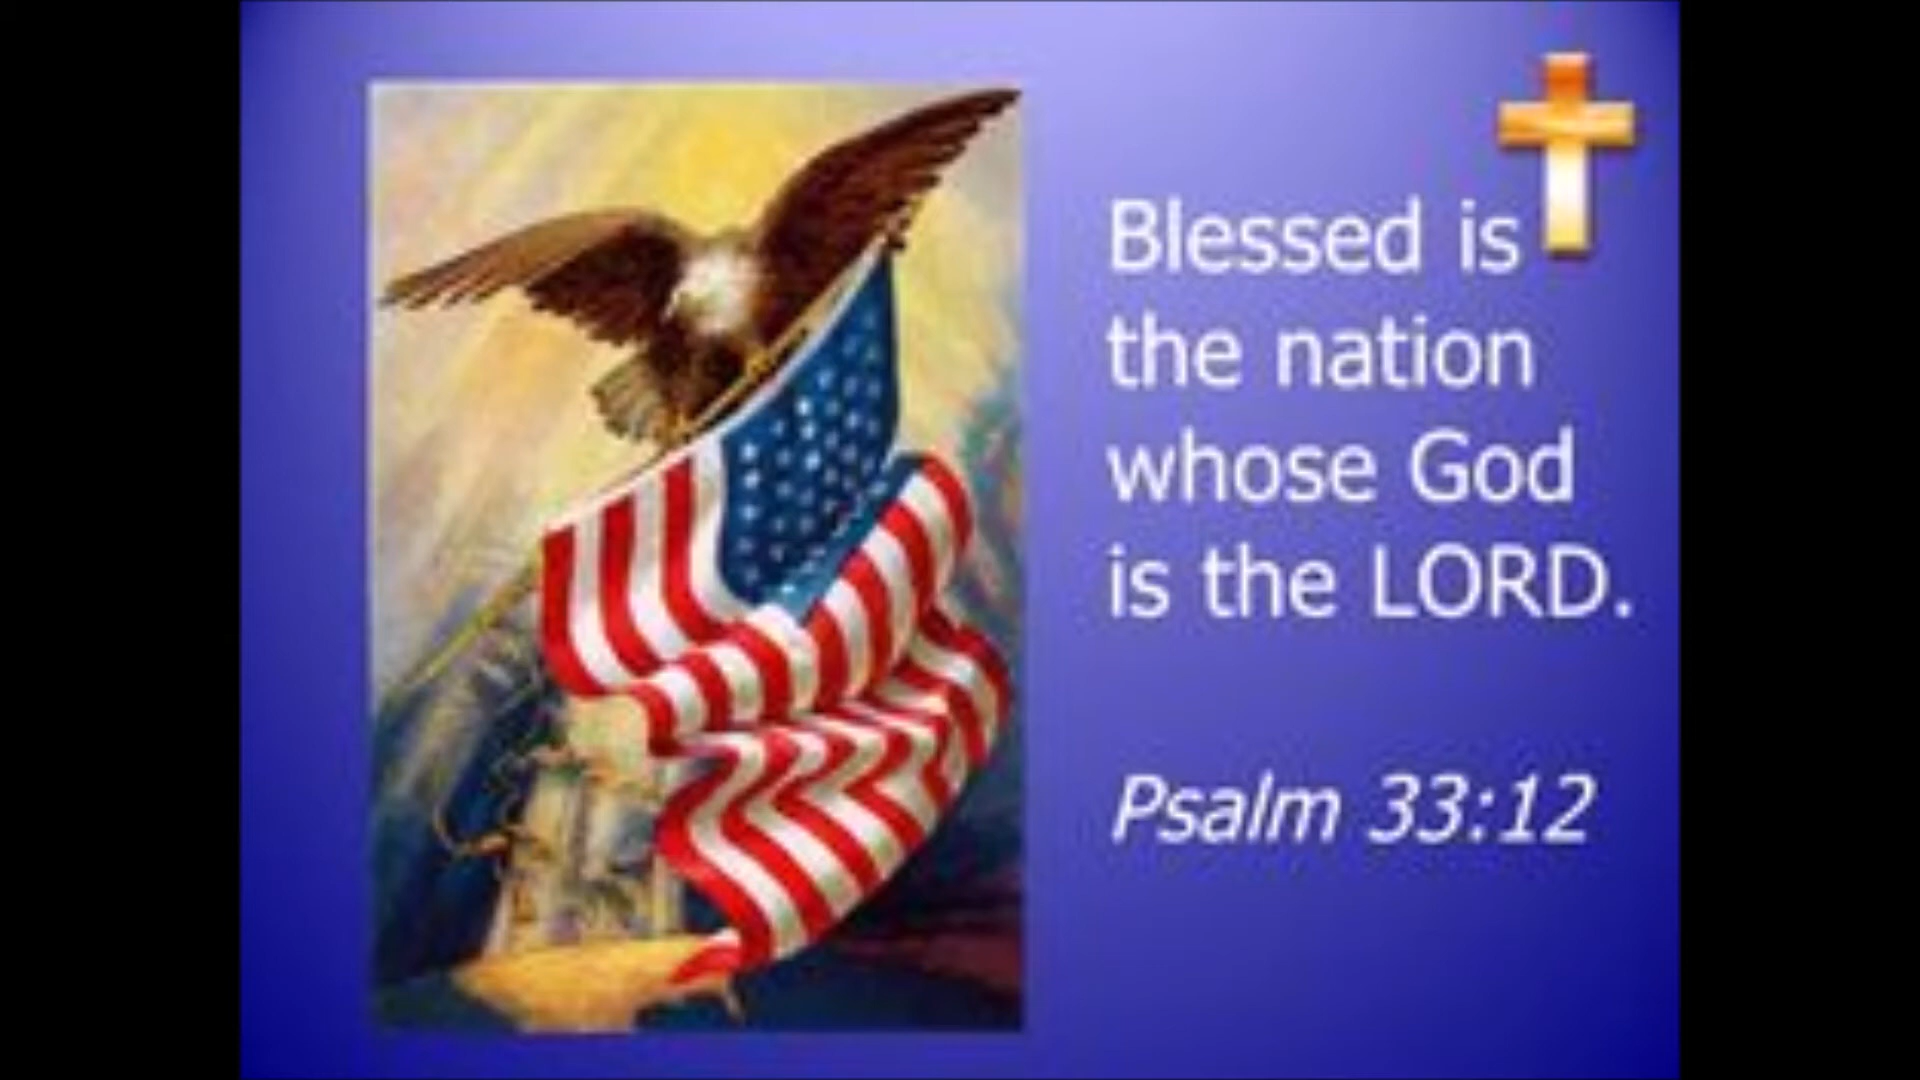 Blessed is
the nation
whose God
is the LORD.
Psalm 33:12